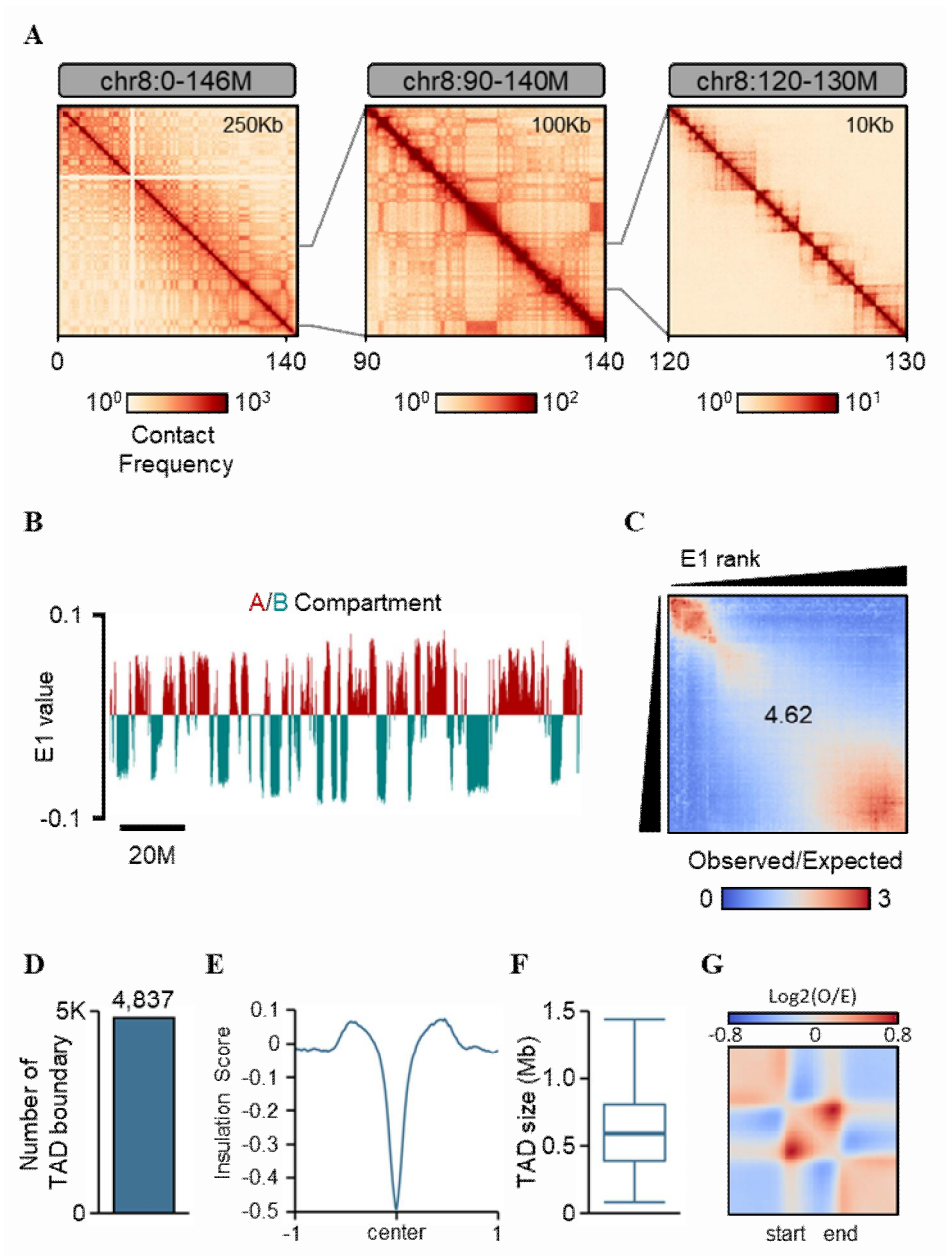 A
chr8:0-146M
chr8:90-140M
chr8:120-130M
250Kb
100Kb
10Kb
0
140
90
140
120
130
10⁰
10³
10⁰
10²
10⁰
10¹
Contact
Frequency
B
C
A/B Compartment
0.1
E1 value
-0.1
20M
E1 rank
4.62
Observed/Expected
0
3
D
E
F
G
4,837
5K
Number of
TAD boundary
0
0.1
0
-0.1
-0.2
-0.3
-0.4
-0.5
Insulation Score
-1
center
1
1.5
1.0
0.5
0
TAD size (Mb)
Log2(O/E)
-0.8
0
0.8
start
end